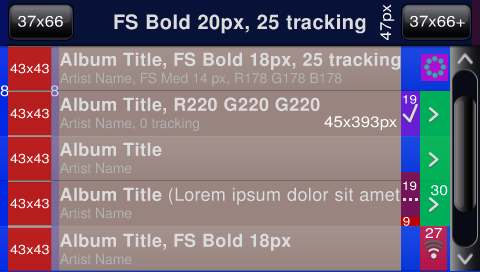 37x66
FS Bold 20px, 25 tracking
47px
37x66+
43x43
Album Title, FS Bold 18px, 25 tracking
Artist Name, FS Med 14 px, R178 G178 B178
8
8
43x43
Album Title, R220 G220 G220
Artist Name, 0 tracking
45x393px
19
43x43
Album Title
Artist Name
43x43
Album Title (Lorem ipsum dolor sit amet
Artist Name
19
30
9
43x43
Album Title, FS Bold 18px
Artist Name
27